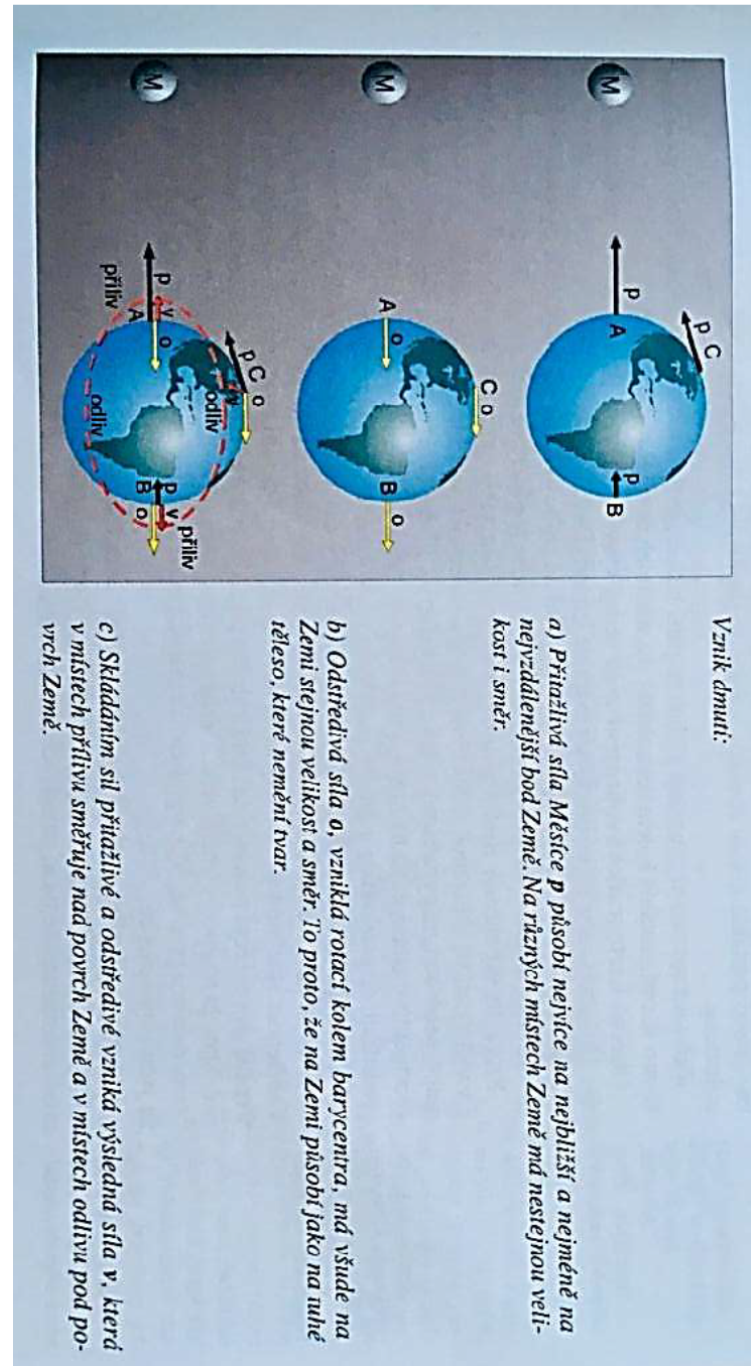 Vznik dmutí:
M
p
A
p
C
p
B
a) Přitažlivá síla Měsíce p působí nejvíce na nejbližší a nejméně na
nejvzdálenější bod Země. Na různých místech Země má nestejnou veli-
kost i směr.
M
A
o
C
o
B
o
b) Odstředivá síla o, vzniklá rotací kolem barycentra, má všude na
Zemi stejnou velikost a směr. To proto, že na Zemi působí jako na tuhé
těleso, které nemění tvar.
M
příliv
p
v
A
o
p
C
o
v
odliv
odliv
p
B
v
o
příliv
c) Skládáním sil přitažlivé a odstředivé vzniká výsledná síla v, která
v místech přílivu směřuje nad povrch Země a v místech odlivu pod po-
vrch Země.